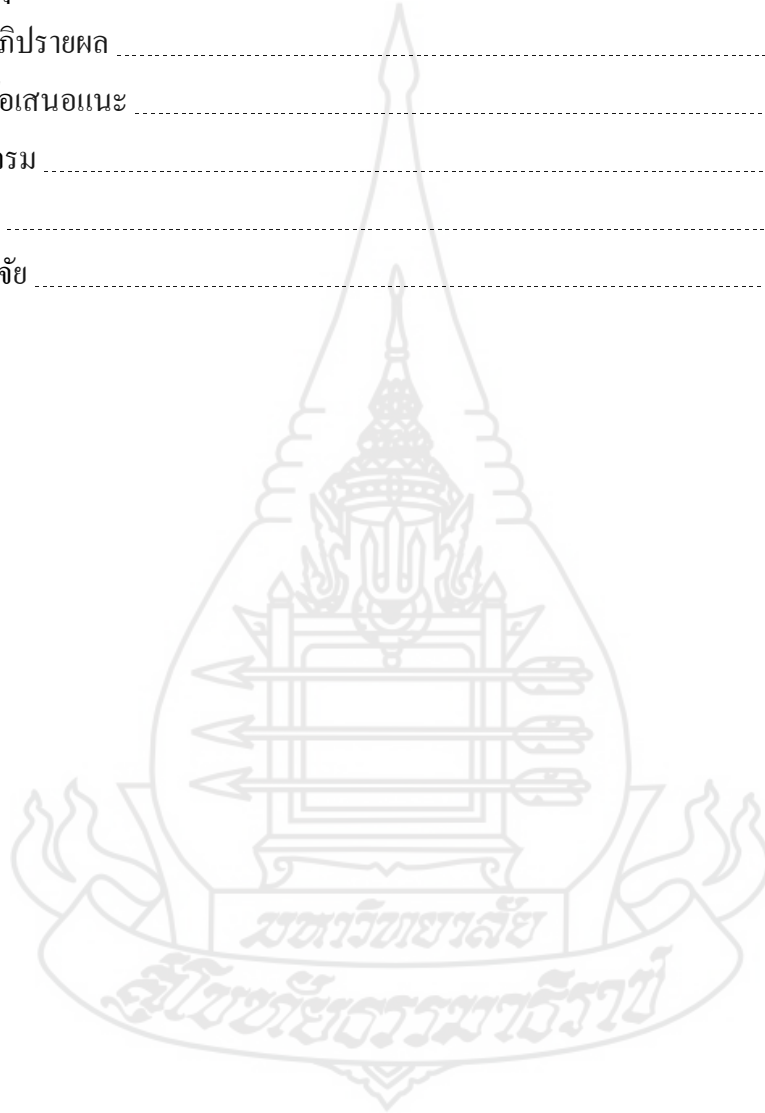 ภิปรายผล
อเสนอแนะ
กรม
จัย
มหาวิทยาลัย
สุโขทัยธรรมาธิราช